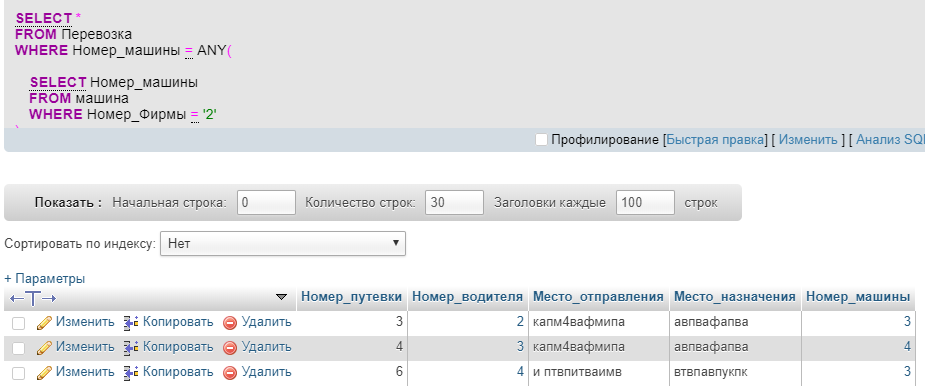 SELECT *
FROM Перевозка
WHERE Номер_машины = ANY(
SELECT Номер_машины
FROM машина
WHERE Номер_Фирмы = '2'
Профилирование [Быстрая правка] [ Изменить ] [ Анализ SQL
Показать : Начальная строка: 0 Количество строк: 30 Заголовки каждые 100 строк
Сортировать по индексу: Нет
+ Параметры
←T→ Номер_путевки Номер_водителя Место_отправления Место_назначения Номер_машины
Изменить Копировать Удалить 3 2 капм4вафмипа авпвафапва 3
Изменить Копировать Удалить 4 3 капм4вафмипа авпвафапва 4
Изменить Копировать Удалить 6 4 и птвпитваимв втвпавпукпк 3